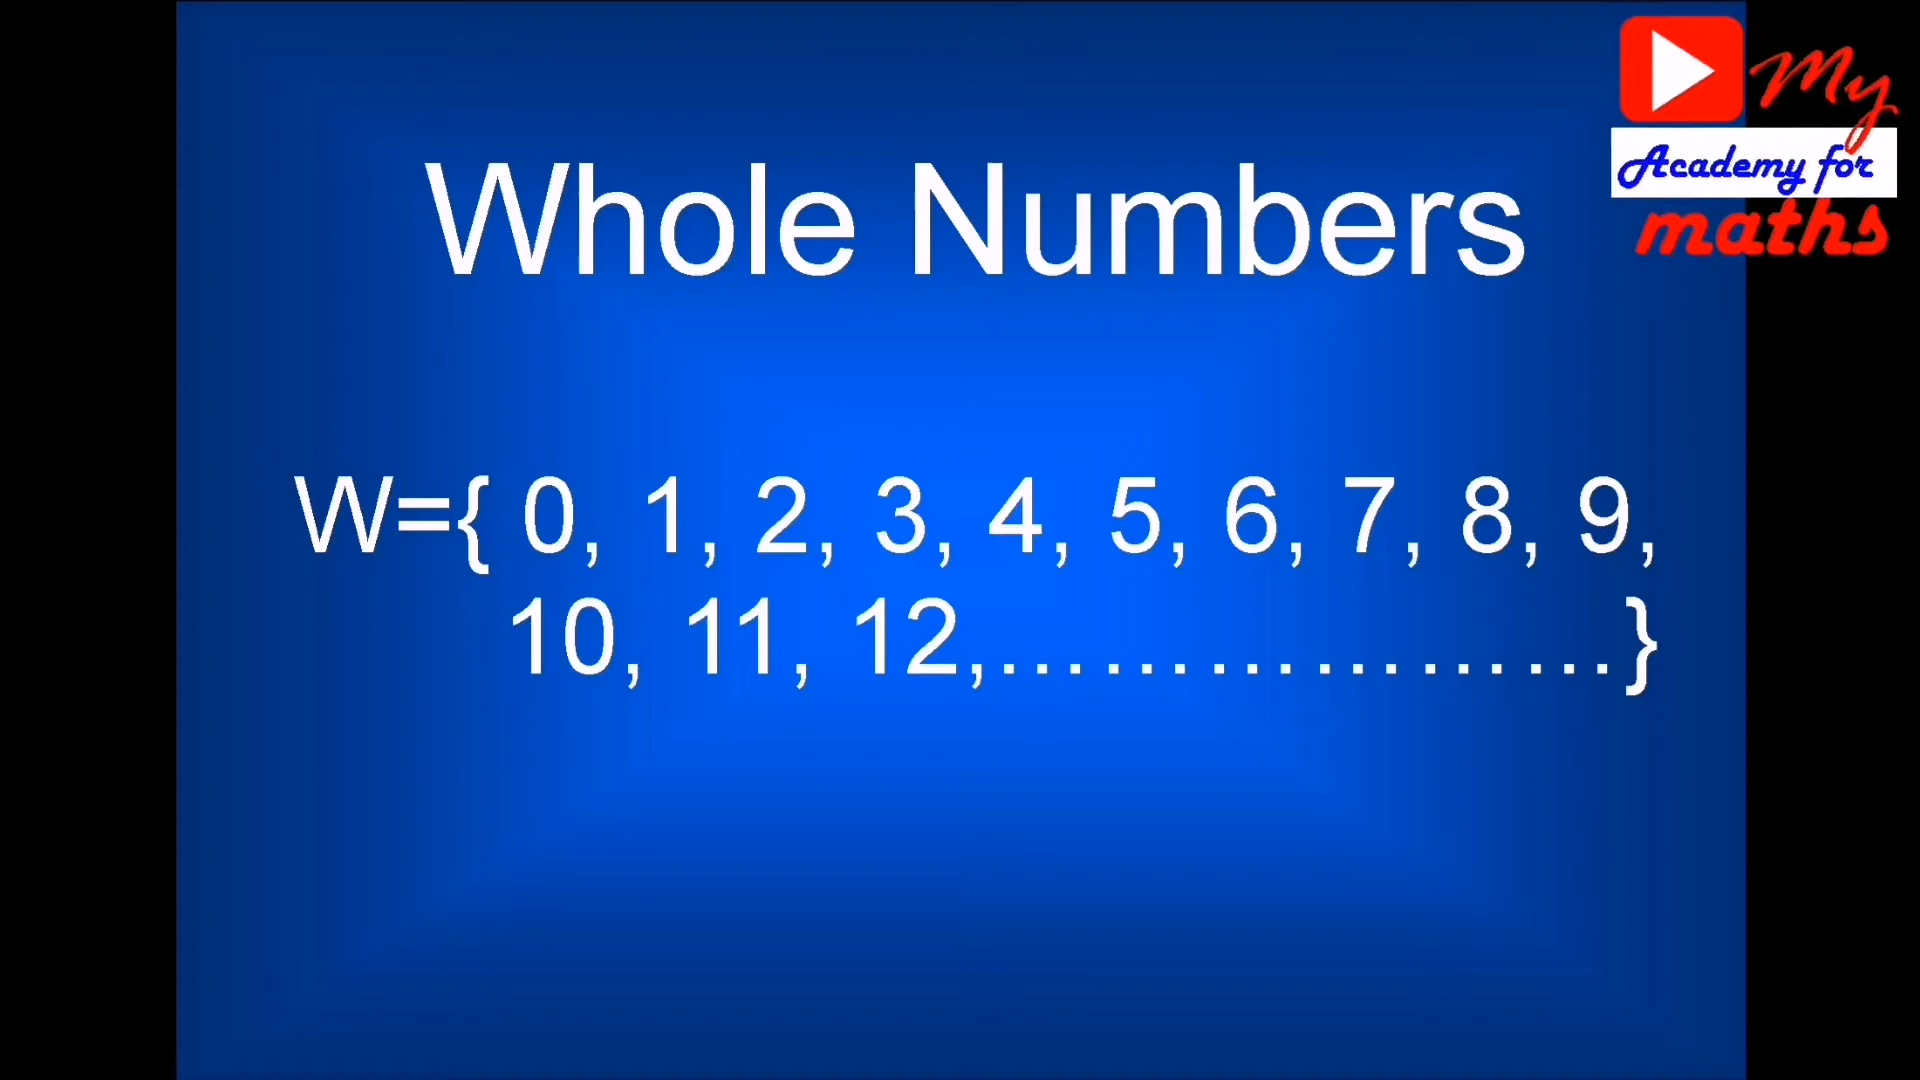 My
Academy for
maths
Whole Numbers
W={ 0, 1, 2, 3, 4, 5, 6, 7, 8, 9,
10, 11, 12,..................}